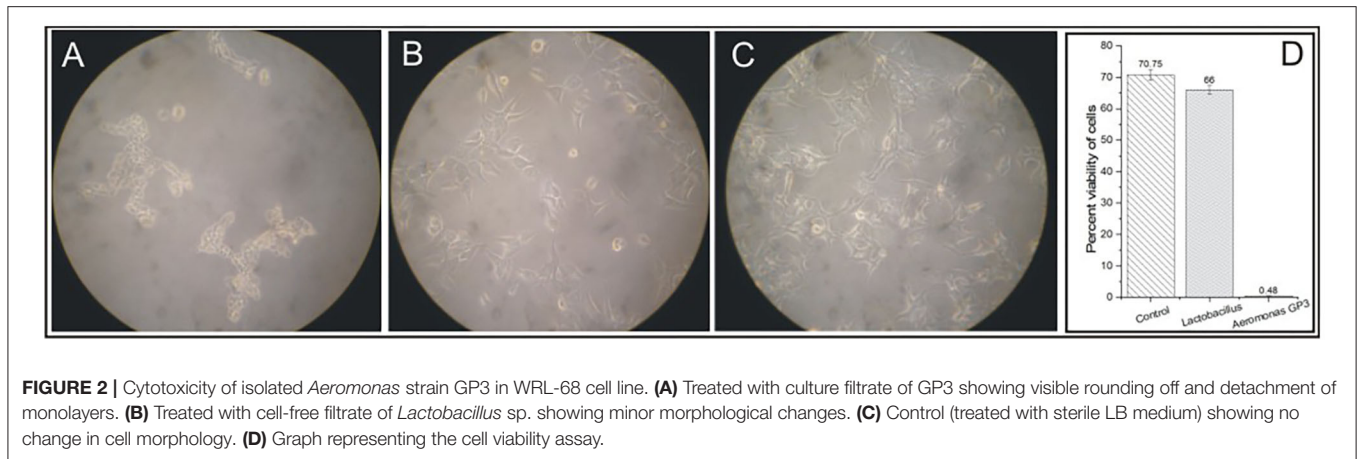 A
B
C
D
80
70
60
50
40
30
20
10
0
Percent viability of cells
70.75
66
0.48
Control
Lactobacillus
Aeromonas GP3
FIGURE 2 | Cytotoxicity of isolated Aeromonas strain GP3 in WRL-68 cell line. (A) Treated with culture filtrate of GP3 showing visible rounding off and detachment of
monolayers. (B) Treated with cell-free filtrate of Lactobacillus sp. showing minor morphological changes. (C) Control (treated with sterile LB medium) showing no
change in cell morphology. (D) Graph representing the cell viability assay.